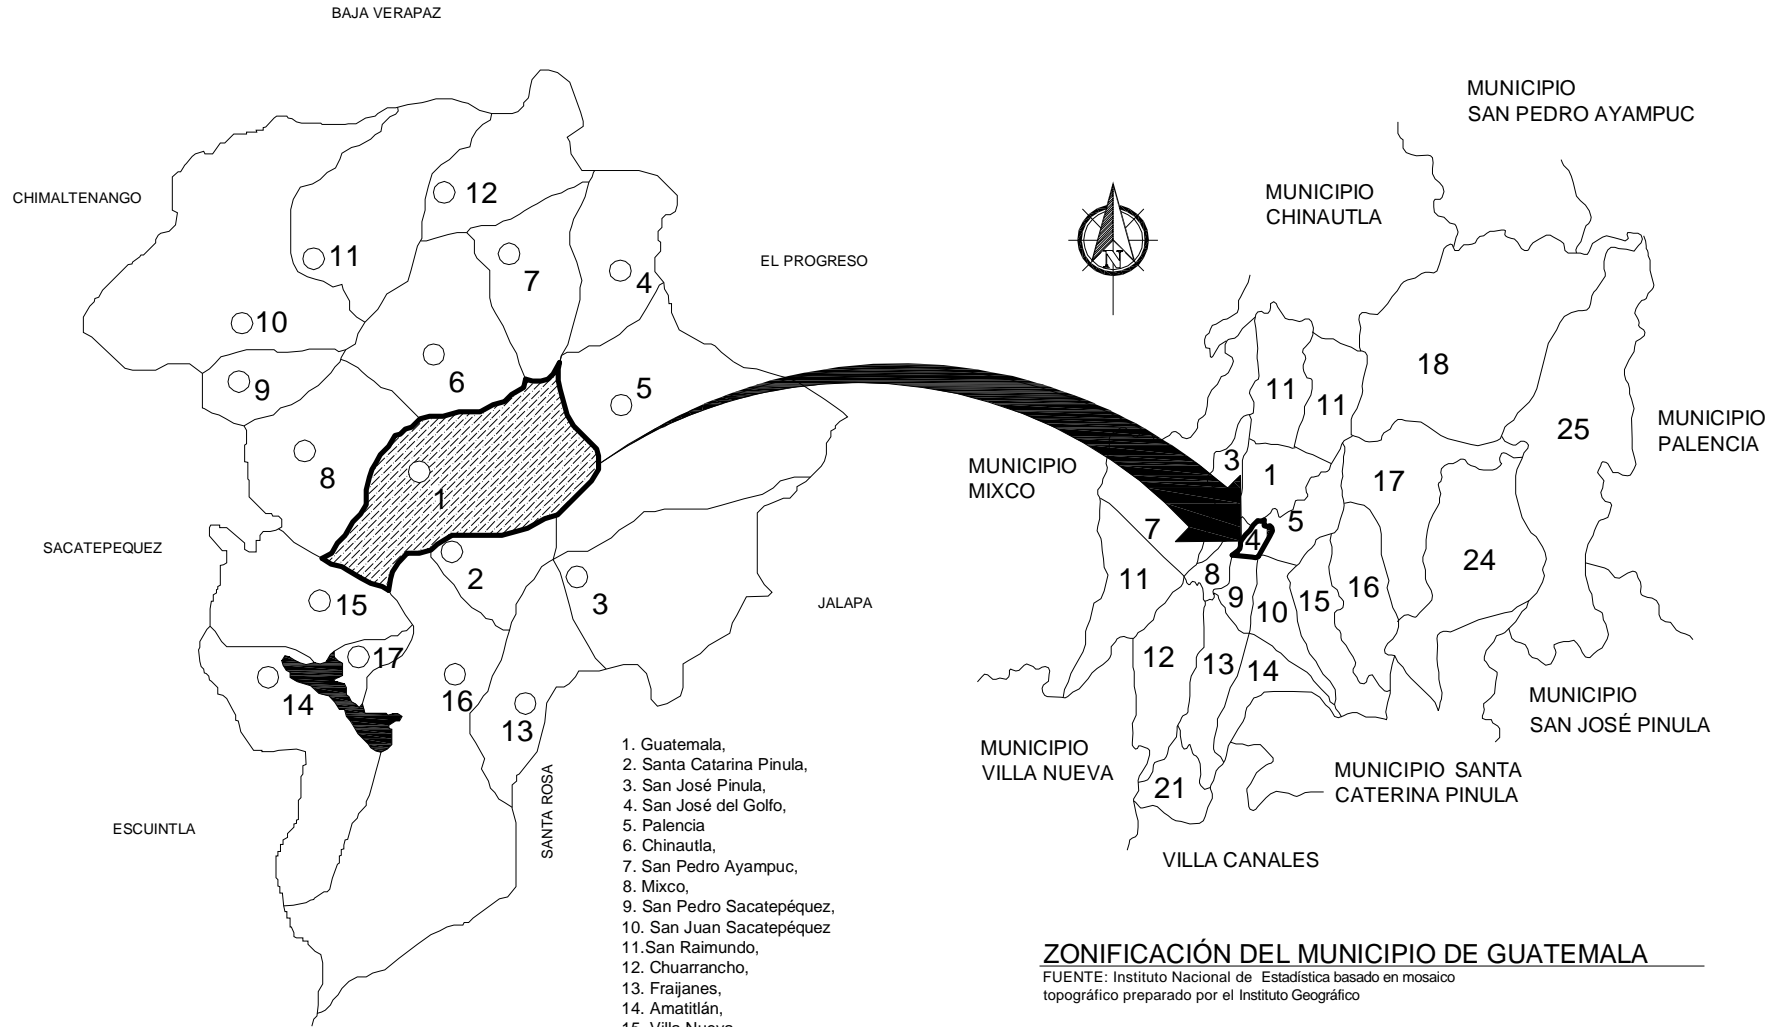 BAJA VERAPAZ
CHIMALTENANGO
EL PROGRESO
SACATEPEQUEZ
JALAPA
ESCUINTLA
SANTA ROSA
12
11
7
4
10
6
9
5
8
1
2
3
15
17
14
16
13
1. Guatemala,
2. Santa Catarina Pinula,
3. San José Pinula,
4. San José del Golfo,
5. Palencia
6. Chinautla,
7. San Pedro Ayampuc,
8. Mixco,
9. San Pedro Sacatepéquez,
10. San Juan Sacatepéquez
11.San Raimundo,
12. Chuarrancho,
13. Fraijanes,
14. Amatitlán,
15. Villa Nueva
MUNICIPIO
SAN PEDRO AYAMPUC
MUNICIPIO
CHINAUTLA
N
MUNICIPIO
PALENCIA
MUNICIPIO
MIXCO
18
11
11
25
3
1
17
7
5
4
24
11
8
9
10
15
16
12
13
14
21
MUNICIPIO
SAN JOSÉ PINULA
MUNICIPIO
VILLA NUEVA
MUNICIPIO SANTA
CATERINA PINULA
VILLA CANALES
ZONIFICACIÓN DEL MUNICIPIO DE GUATEMALA
FUENTE: Instituto Nacional de Estadística basado en mosaico
topográfico preparado por el Instituto Geográfico